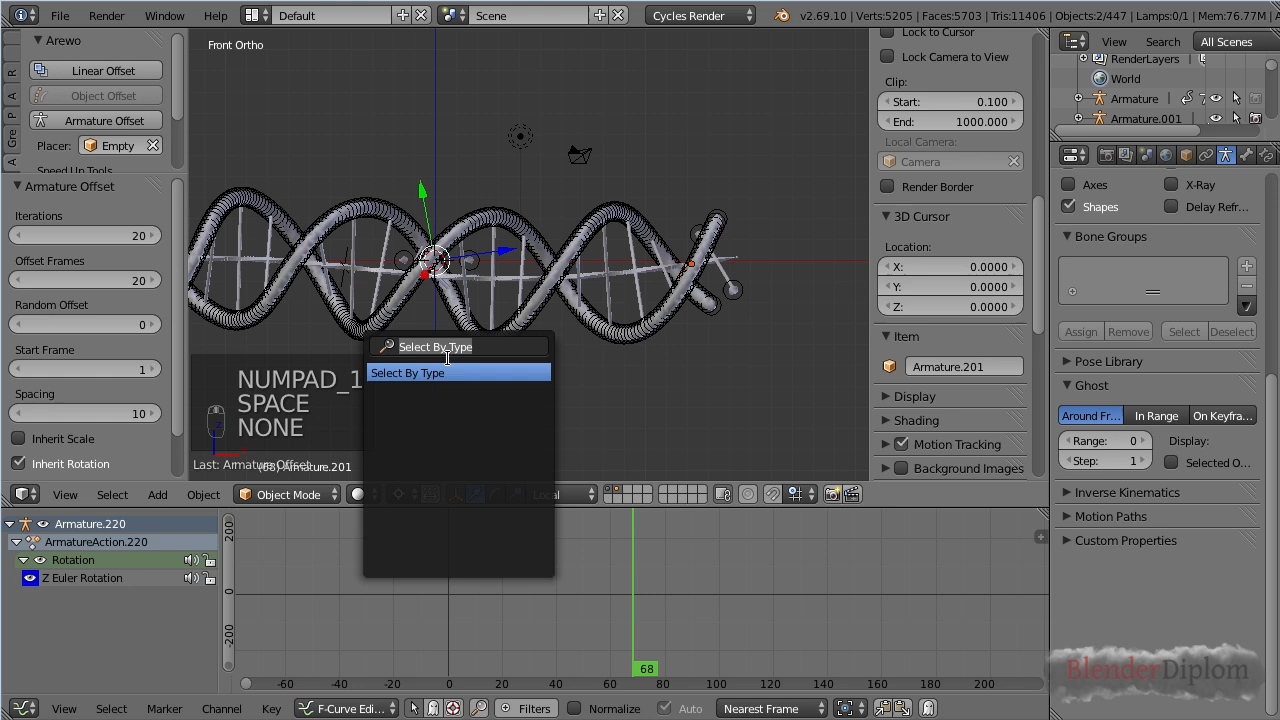 File
Render
Window
Help
Default
Scene
Cycles Render
v2.69.10 | Verts:5205 | Faces:5703 | Tris:11406 | Objects:2/447 | Lamps:0/1 | Mem:76.77M
Arewo
Linear Offset
Object Offset
Armature Offset
Placer:
Empty
Speed Up Tools
Armature Offset
Iterations
20
Offset Frames
20
Random Offset
0
Start Frame
1
Spacing
10
Inherit Scale
Inherit Rotation
R
A
P
Gre
A
Front Ortho
NUMPAD_1
SPACE
NONE
Last: Armature Offset
(68) Armature.201
Select By Type
Select By Type
View
Select
Add
Object
Object Mode
Local
Lock to Cursor
Lock Camera to View
Clip:
Start: 0.100
End: 1000.000
Local Camera:
Camera
Render Border
3D Cursor
Location:
X: 0.0000
Y: 0.0000
Z: 0.0000
Item
Armature.201
Display
Shading
Motion Tracking
Background Images
View
Search
All Scenes
RenderLayers
World
Armature
Armature.001
Axes
X-Ray
Shapes
Delay Refr...
Bone Groups
Assign
Remove
Select
Deselect
Pose Library
Ghost
Around Fr...
In Range
On Keyfra...
Range: 0
Display:
Step: 1
Selected O...
Inverse Kinematics
Motion Paths
Custom Properties
Armature.220
ArmatureAction.220
Rotation
Z Euler Rotation
200
0
-200
68
-60 -40 -20 0 20 40 60 80 100 120 140 160 180 200
View
Select
Marker
Channel
Key
F-Curve Edi...
Filters
Normalize
Auto
Nearest Frame
BlenderDiplom